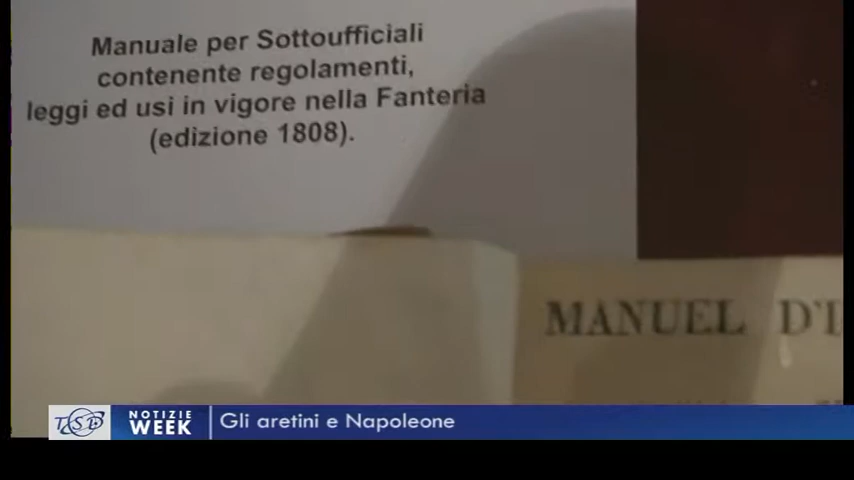 Manuale per Sottoufficiali
contenente regolamenti,
leggi ed usi in vigore nella Fanteria
(edizione 1808).
MANUEL D'I
TSD
NOTIZIE
WEEK
Gli aretini e Napoleone